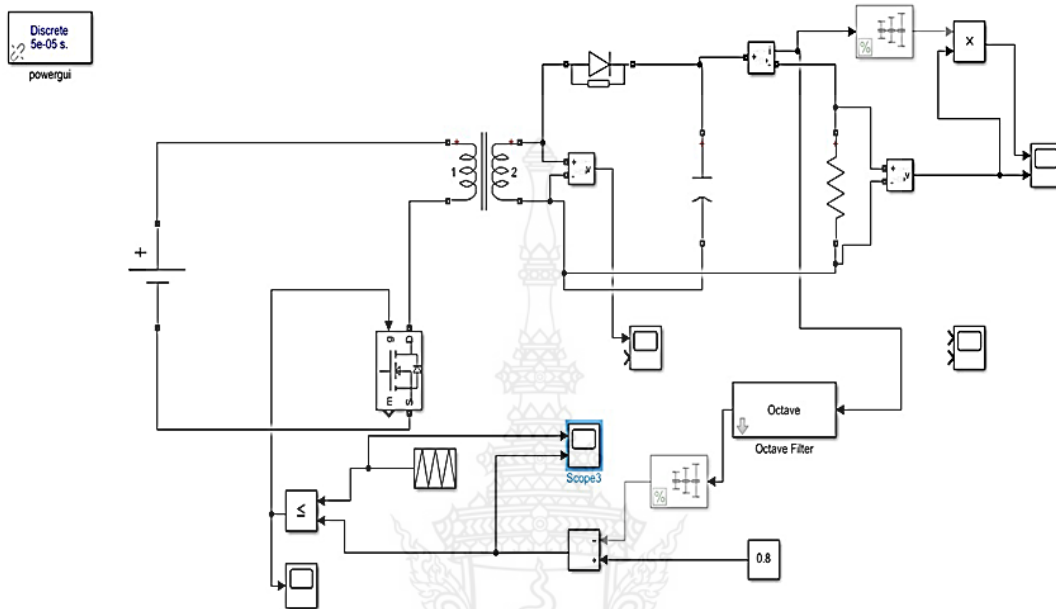 Discrete
5e-05 s.
powergui
%
X
1
2
+
-
i
+
-
v
+
-
v
+
g
D
m
S
Octave
Octave Filter
Scope3
%
≤
-
+
0.8